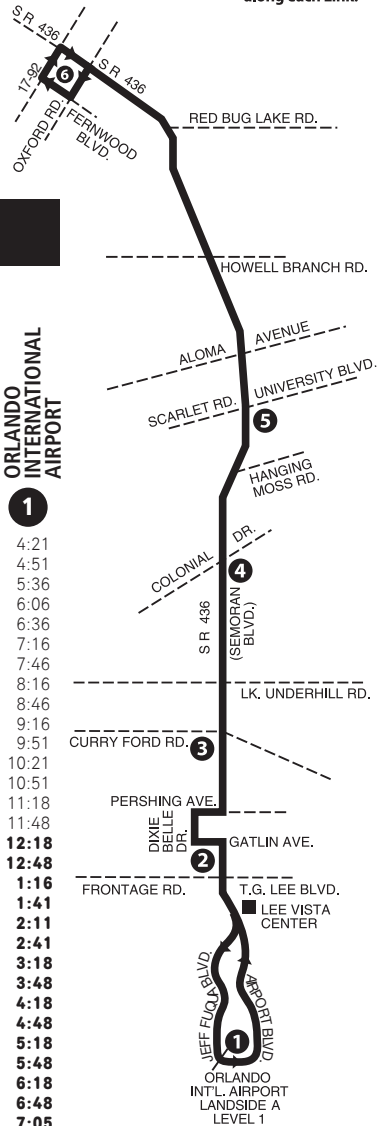 along each Link.
S R 436
17-92
6
S R 436
OXFORD RD.
FERNWOOD
BLVD.
RED BUG LAKE RD.
HOWELL BRANCH RD.
ALOMA AVENUE
SCARLET RD. UNIVERSITY BLVD.
5
HANGING
MOSS RD.
COLONIAL DR.
4
S R 436
(SEMORAN
BLVD.)
LK. UNDERHILL RD.
CURRY FORD RD.
3
PERSHING AVE.
DIXIE
BELLE
DR.
GATLIN AVE.
2
FRONTAGE RD. T.G. LEE BLVD.
LEE VISTA
CENTER
JEFF FUQUA BLVD.
AIRPORT BLVD.
1
ORLANDO
INT'L. AIRPORT
LANDSIDE A
LEVEL 1
ORLANDO
INTERNATIONAL
AIRPORT
1
4:21
4:51
5:36
6:06
6:36
7:16
7:46
8:16
8:46
9:16
9:51
10:21
10:51
11:18
11:48
12:18
12:48
1:16
1:41
2:11
2:41
3:18
3:48
4:18
4:48
5:18
5:48
6:18
6:48
7:05